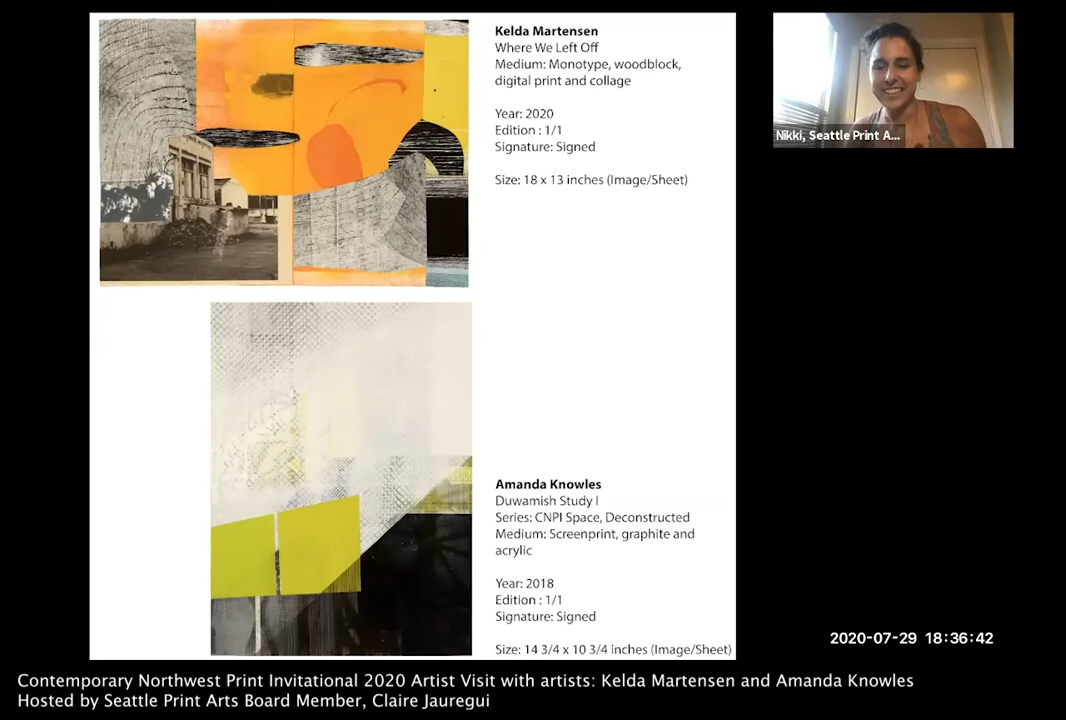 Kelda Martensen
Where We Left Off
Medium: Monotype, woodblock,
digital print and collage
Year: 2020
Edition : 1/1
Signature: Signed
Size: 18 x 13 inches (Image/Sheet)
Nikki, Seattle Print A...
Amanda Knowles
Duwamish Study I
Series: CNPI Space, Deconstructed
Medium: Screenprint, graphite and
acrylic
Year: 2018
Edition : 1/1
Signature: Signed
Size: 14 3/4 x 10 3/4 inches (Image/Sheet)
2020-07-29 18:36:42
Contemporary Northwest Print Invitational 2020 Artist Visit with artists: Kelda Martensen and Amanda Knowles
Hosted by Seattle Print Arts Board Member, Claire Jauregui